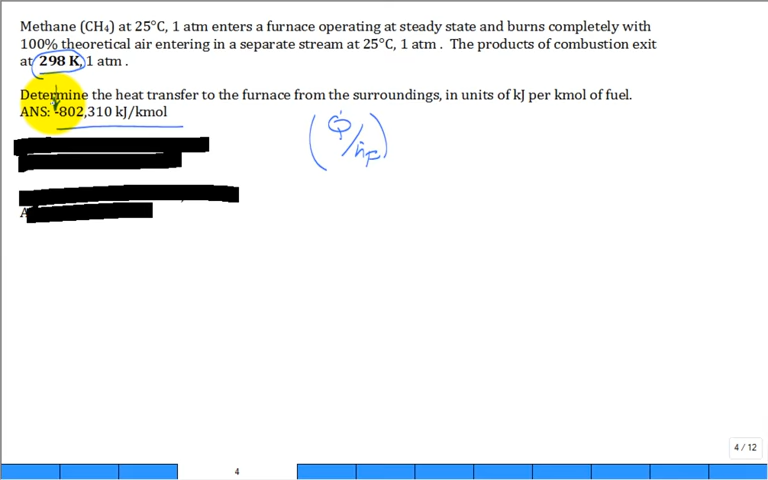 Methane (CH₄) at 25°C, 1 atm enters a furnace operating at steady state and burns completely with
100% theoretical air entering in a separate stream at 25°C, 1 atm . The products of combustion exit
at 298 K, 1 atm .
Determine the heat transfer to the furnace from the surroundings, in units of kJ per kmol of fuel.
ANS: -802,310 kJ/kmol
(Q̇/ṅF)
A
4 / 12
4